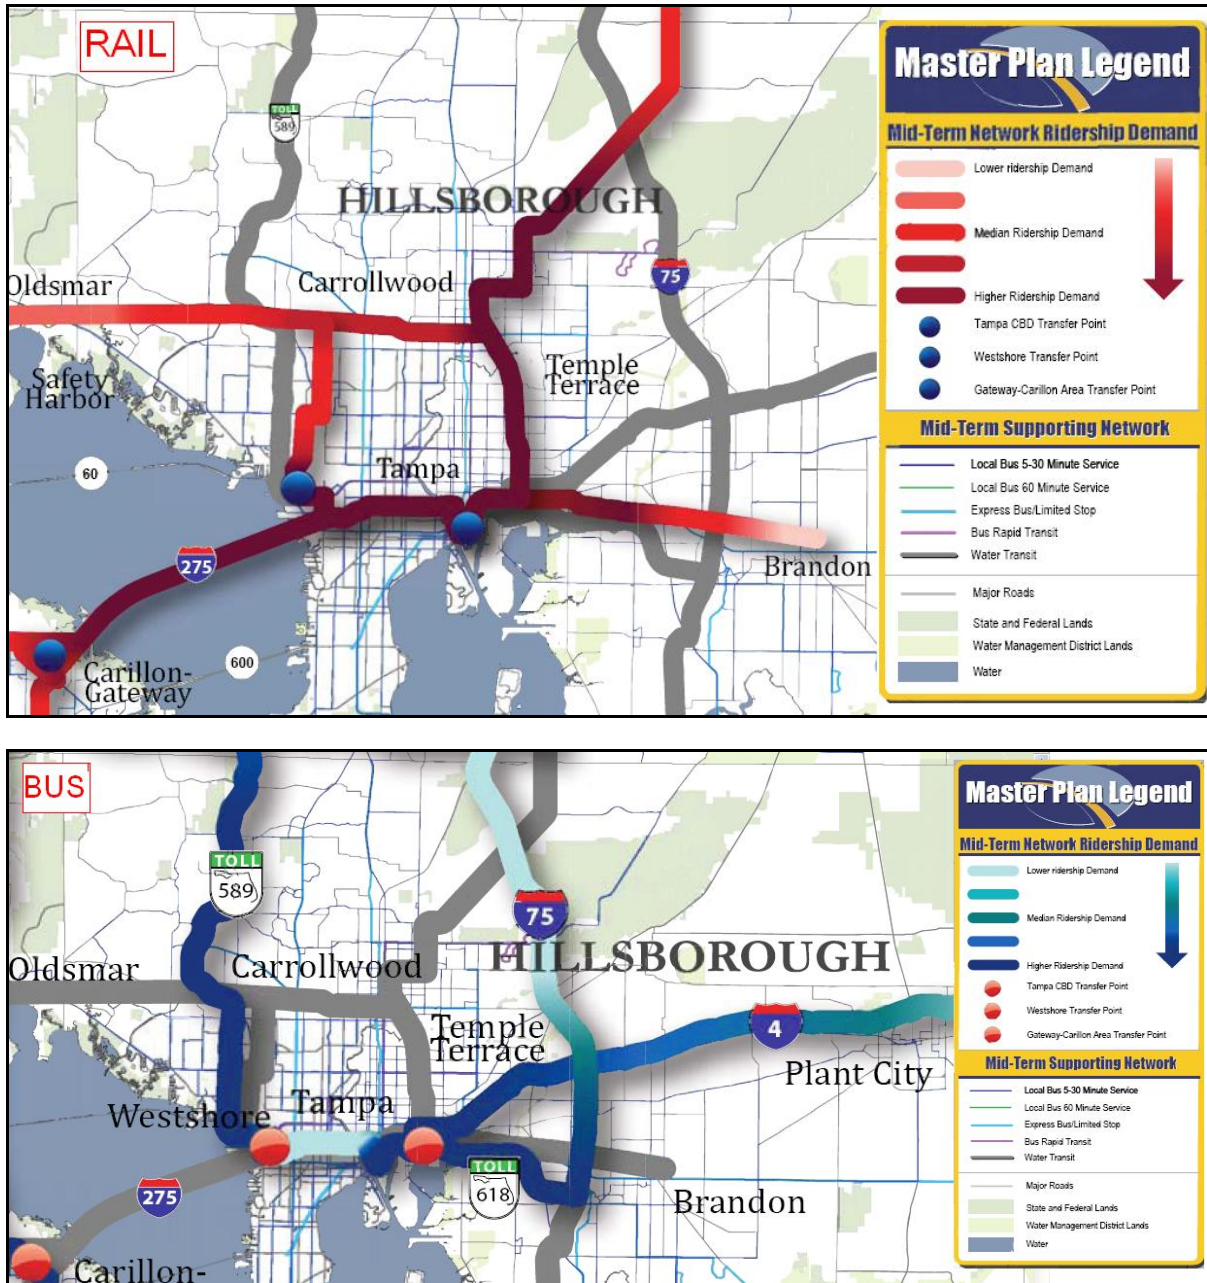 RAIL
TOLL
589
HILLSBOROUGH
75
Oldsmar
Carrollwood
Safety
Harbor
Temple
Terrace
60
Tampa
275
Brandon
600
Carillon-
Gateway
Master Plan Legend
Mid-Term Network Ridership Demand
Lower ridership Demand
Median Ridership Demand
Higher Ridership Demand
Tampa CBD Transfer Point
Westshore Transfer Point
Gateway-Carillon Area Transfer Point
Mid-Term Supporting Network
Local Bus 5-30 Minute Service
Local Bus 60 Minute Service
Express Bus/Limited Stop
Bus Rapid Transit
Water Transit
Major Roads
State and Federal Lands
Water Management District Lands
Water
BUS
TOLL
589
75
HILLSBOROUGH
Oldsmar
Carrollwood
Temple
Terrace
4
Plant City
Westshore
Tampa
TOLL
618
275
Brandon
Carillon-
Master Plan Legend
Mid-Term Network Ridership Demand
Lower ridership Demand
Median Ridership Demand
Higher Ridership Demand
Tampa CBD Transfer Point
Westshore Transfer Point
Gateway-Carillon Area Transfer Point
Mid-Term Supporting Network
Local Bus 5-30 Minute Service
Local Bus 60 Minute Service
Express Bus/Limited Stop
Bus Rapid Transit
Water Transit
Major Roads
State and Federal Lands
Water Management District Lands
Water